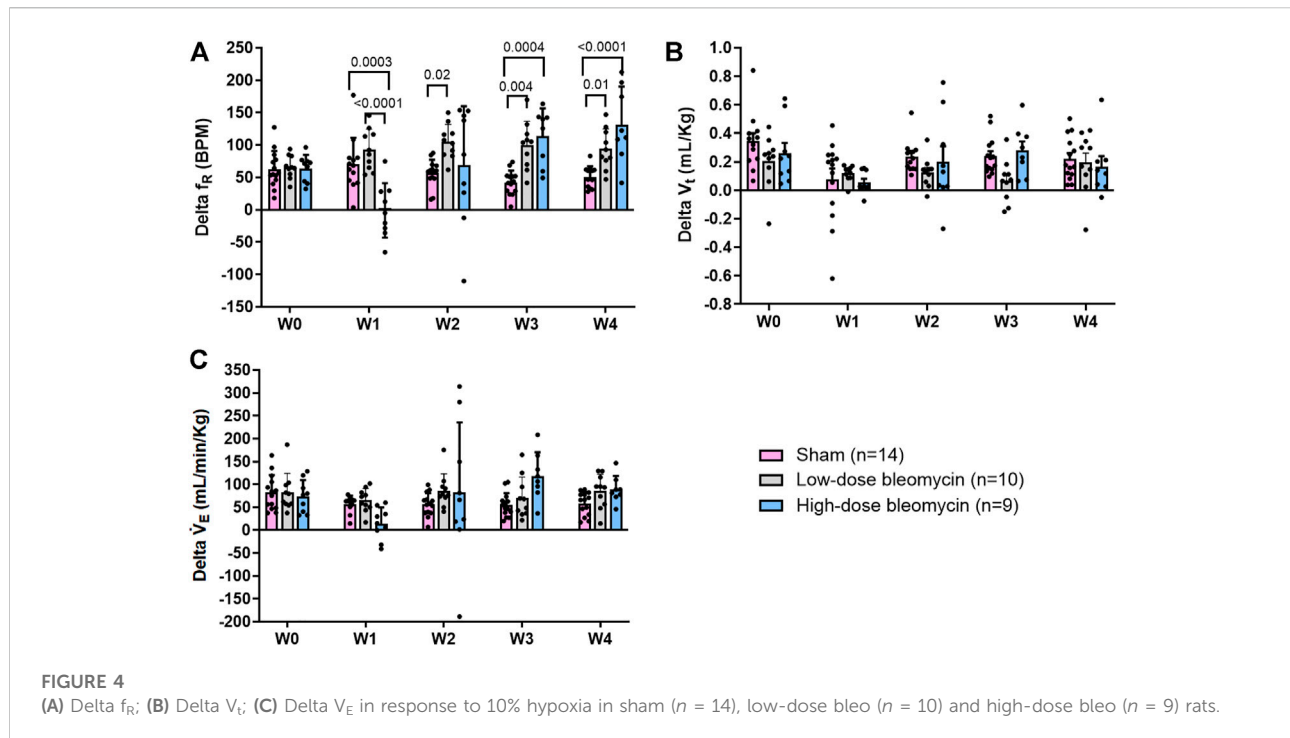 A
B
250
200
150
100
50
0
-50
-100
-150
Delta fR (BPM)
0.0003
<0.0001
0.02
0.0004
0.004
<0.0001
0.01
W0 W1 W2 W3 W4
1.0
0.8
0.6
0.4
0.2
0.0
-0.2
-0.4
-0.6
-0.8
Delta Vt (mL/Kg)
W0 W1 W2 W3 W4
C
350
300
250
200
150
100
50
0
-50
-100
-150
-200
Delta V̇E (mL/min/Kg)
W0 W1 W2 W3 W4
Sham (n=14)
Low-dose bleomycin (n=10)
High-dose bleomycin (n=9)
FIGURE 4
(A) Delta fR; (B) Delta Vt; (C) Delta VE in response to 10% hypoxia in sham (n = 14), low-dose bleo (n = 10) and high-dose bleo (n = 9) rats.